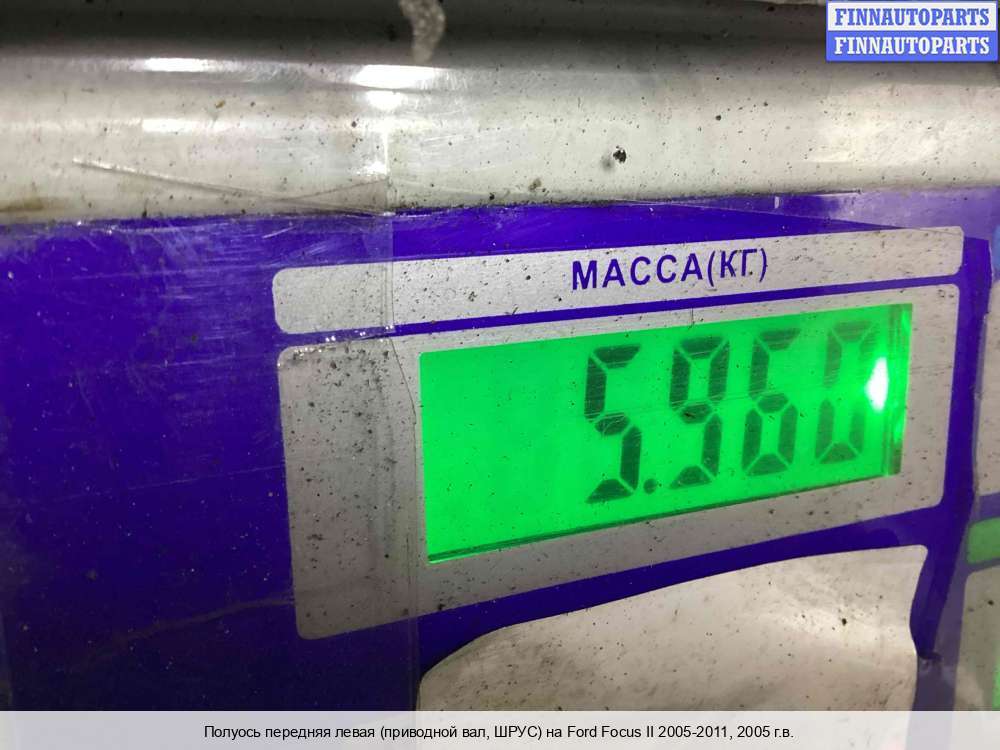 FINNAUTOPARTS
FINNAUTOPARTS
МАССА(КГ)
5.960
Полуось передняя левая (приводной вал, ШРУС) на Ford Focus II 2005-2011, 2005 г.в.